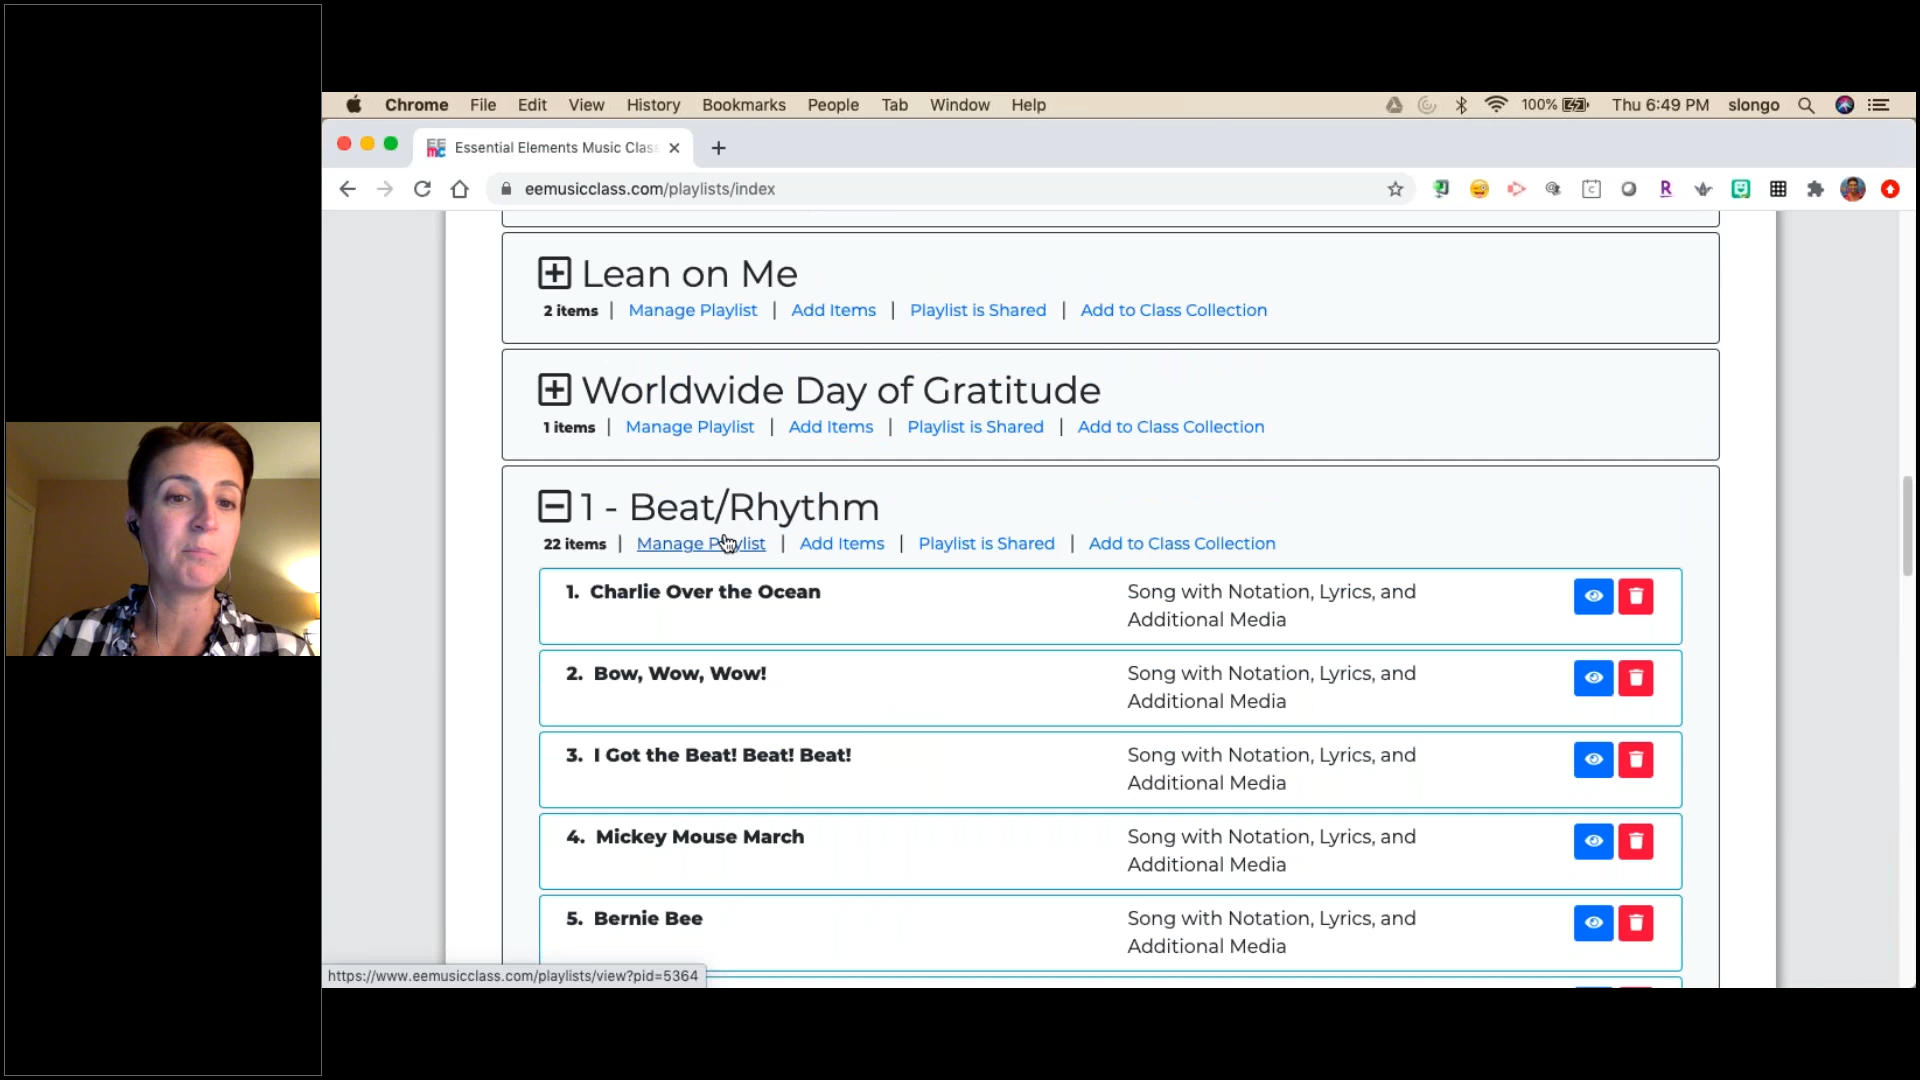 Chrome File Edit View History Bookmarks People Tab Window Help 100% Thu 6:49 PM slongo
Essential Elements Music Clas
eemusicclass.com/playlists/index
Lean on Me
2 items | Manage Playlist | Add Items | Playlist is Shared | Add to Class Collection
Worldwide Day of Gratitude
1 items | Manage Playlist | Add Items | Playlist is Shared | Add to Class Collection
1 - Beat/Rhythm
22 items | Manage Playlist | Add Items | Playlist is Shared | Add to Class Collection
1. Charlie Over the Ocean Song with Notation, Lyrics, and
Additional Media
2. Bow, Wow, Wow! Song with Notation, Lyrics, and
Additional Media
3. I Got the Beat! Beat! Beat! Song with Notation, Lyrics, and
Additional Media
4. Mickey Mouse March Song with Notation, Lyrics, and
Additional Media
5. Bernie Bee Song with Notation, Lyrics, and
Additional Media
https://www.eemusicclass.com/playlists/view?pid=5364